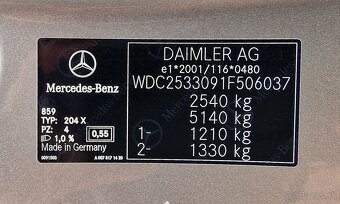 Mercedes-Benz
859
TYP: 204 X
PZ: 4
1,0 % 0,55
Made in Germany
DAIMLER AG
e1*2001/116*0480
WDC2533091F506037
2540 kg
5140 kg
1- 1210 kg
2- 1330 kg